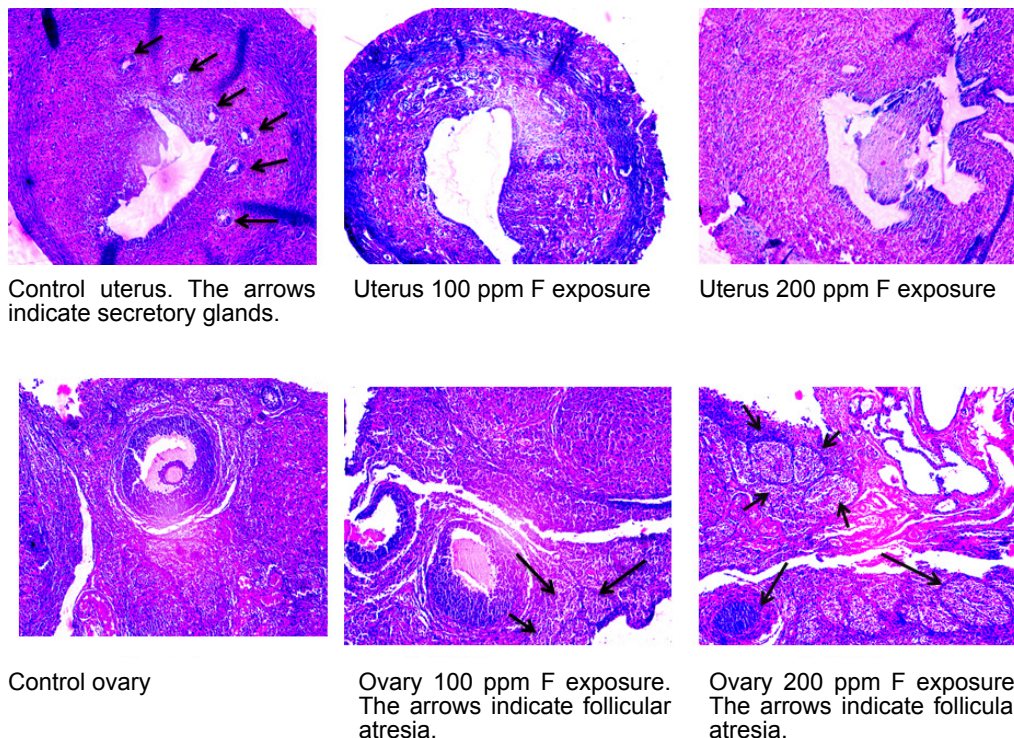 Control uterus. The arrows
indicate secretory glands.
Uterus 100 ppm F exposure
Uterus 200 ppm F exposure
Control ovary
Ovary 100 ppm F exposure.
The arrows indicate follicular
atresia.
Ovary 200 ppm F exposure
The arrows indicate follicula
atresia.